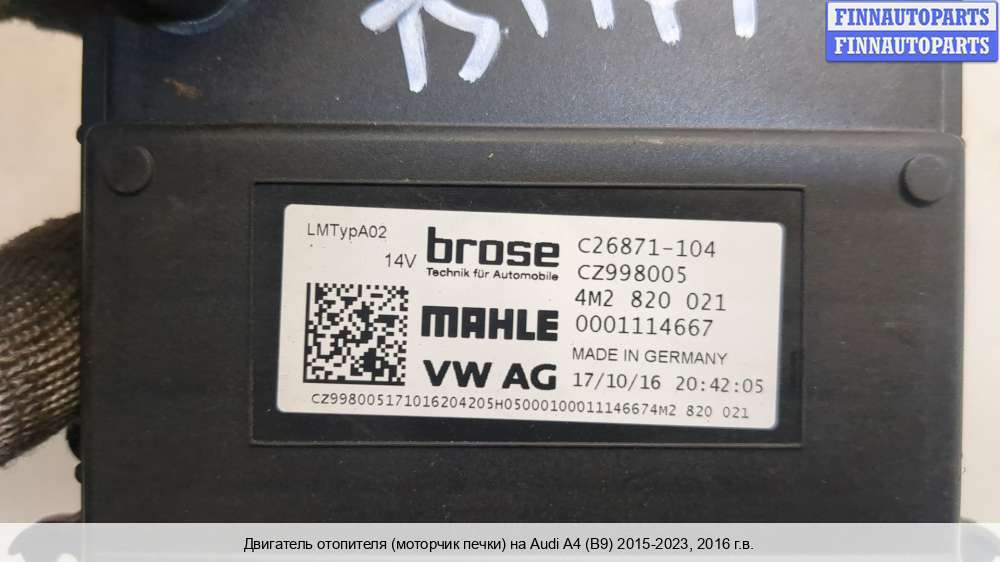 FINNAUTOPARTS
FINNAUTOPARTS
LMTypA02
14V
brose
Technik für Automobile
C26871-104
CZ998005
4M2 820 021
0001114667
MAHLE
MADE IN GERMANY
VW AG
17/10/16 20:42:05
CZ998005171016204205H05000100011146674M2 820 021
Двигатель отопителя (моторчик печки) на Audi A4 (B9) 2015-2023, 2016 г.в.